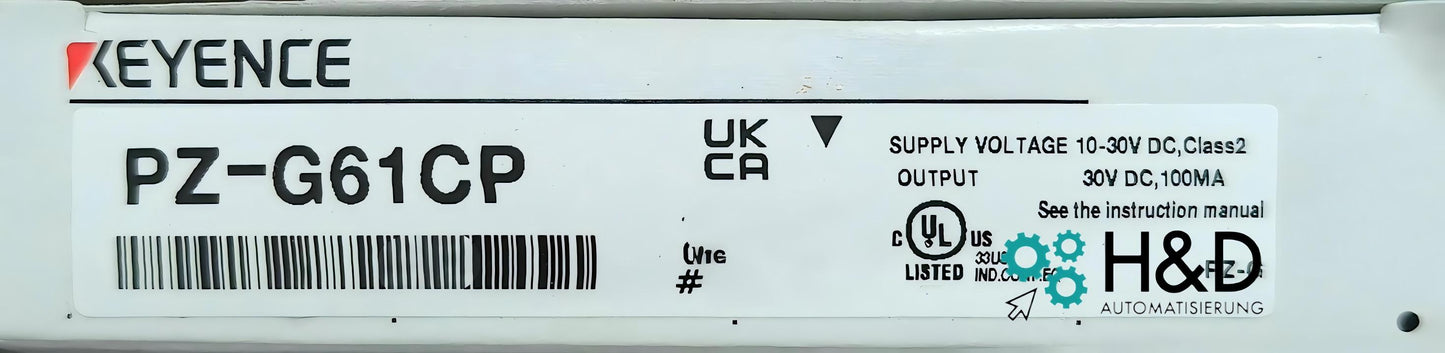 KEYENCE
PZ-G61CP
UK
CA
SUPPLY VOLTAGE 10-30V DC,Class2
OUTPUT 30V DC,100MA
See the instruction manual
C UL US
LISTED
#
H&D
AUTOMATISIERUNG